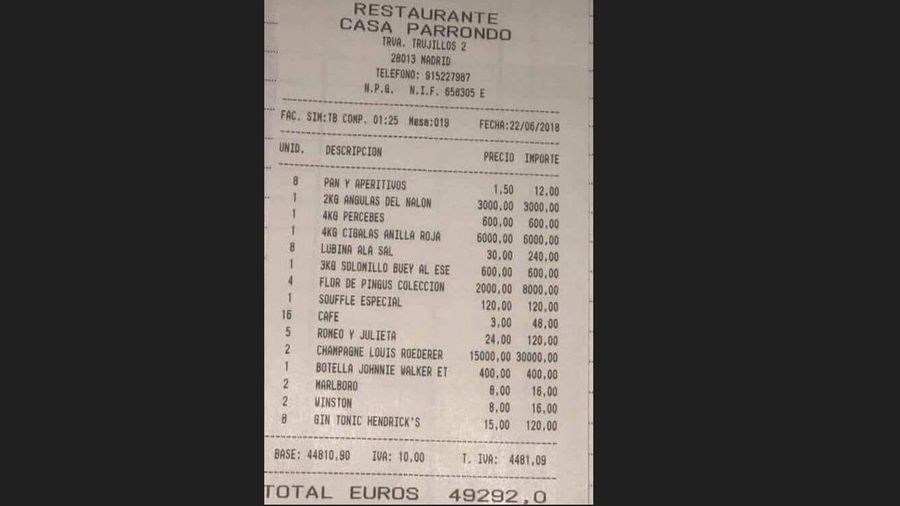 RESTAURANTE
CASA PARRONDO
TRVA. TRUJILLOS 2
28013 MADRID
TELEFONO: 915227987
N.P.G. N.I.F. 658305 E
FAC. SIM:TB COMP. 01:25 Mesa:019 FECHA:22/06/2018
UNID. DESCRIPCION PRECIO IMPORTE
8 PAN Y APERITIVOS 1,50 12,00
1 2KG ANGULAS DEL NALON 3000,00 3000,00
1 4KG PERCEBES 600,00 600,00
1 4KG CIGALAS ANILLA ROJA 6000,00 6000,00
8 LUBINA ALA SAL 30,00 240,00
1 3KG SOLOMILLO BUEY AL ESE 600,00 600,00
4 FLOR DE PINGUS COLECCION 2000,00 8000,00
1 SOUFFLE ESPECIAL 120,00 120,00
16 CAFE 3,00 48,00
5 ROMEO Y JULIETA 24,00 120,00
2 CHAMPAGNE LOUIS ROEDERER 15000,00 30000,00
1 BOTELLA JOHNNIE WALKER ET 400,00 400,00
2 MARLBORO 8,00 16,00
2 WINSTON 8,00 16,00
8 GIN TONIC HENDRICK'S 15,00 120,00
BASE: 44810,90 IVA: 10,00 T. IVA: 4481,09
TOTAL EUROS 49292,0